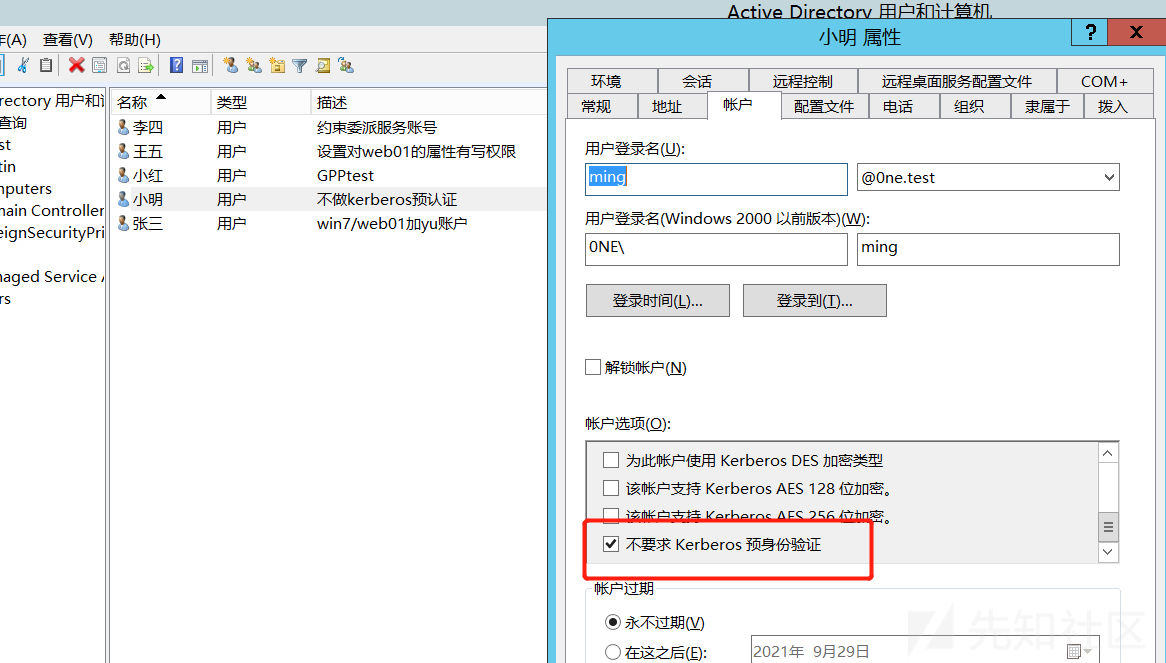 Active Directory 用户和计算机
作(A) 查看(V) 帮助(H)
小明 属性
? X
rectory 用户和计
查询
st
tin
nputers
main Controller
eignSecurityPri
naged Service A
rs
名称 类型 描述
李四 用户 约束委派服务账号
王五 用户 设置对web01的属性有写权限
小红 用户 GPPtest
小明 用户 不做kerberos预认证
张三 用户 win7/web01加yu账户
环境 会话 远程控制 远程桌面服务配置文件 COM+
常规 地址 帐户 配置文件 电话 组织 隶属于 拨入
用户登录名(U):
ming @0ne.test
用户登录名(Windows 2000 以前版本)(W):
0NE\ ming
登录时间(L)... 登录到(T)...
解锁帐户(N)
帐户选项(O):
为此帐户使用 Kerberos DES 加密类型
该帐户支持 Kerberos AES 128 位加密。
该帐户支持 Kerberos AES 256 位加密。
不要求 Kerberos 预身份验证
帐户过期
永不过期(V)
在这之后(E): 2021年 9月29日
先知社区